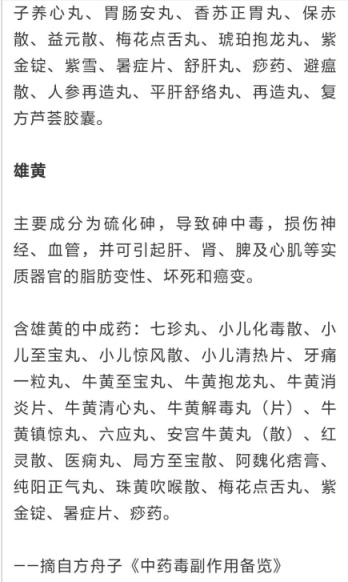 子养心丸、胃肠安丸、香苏正胃丸、保赤
散、益元散、梅花点舌丸、琥珀抱龙丸、紫
金锭、紫雪、暑症片、舒肝丸、痧药、避瘟
散、人参再造丸、平肝舒络丸、再造丸、复
方芦荟胶囊。
雄黄
主要成分为硫化砷，导致砷中毒，损伤神
经、血管，并可引起肝、肾、脾及心肌等实
质器官的脂肪变性、坏死和癌变。
含雄黄的中成药：七珍丸、小儿化毒散、小
儿至宝丸、小儿惊风散、小儿清热片、牙痛
一粒丸、牛黄至宝丸、牛黄抱龙丸、牛黄消
炎片、牛黄清心丸、牛黄解毒丸（片）、牛
黄镇惊丸、六应丸、安宫牛黄丸（散）、红
灵散、医痫丸、局方至宝散、阿魏化痞膏、
纯阳正气丸、珠黄吹喉散、梅花点舌丸、紫
金锭、暑症片、痧药。
——摘自方舟子《中药毒副作用备览》